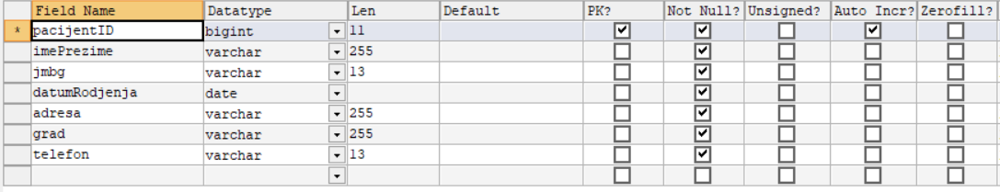 Field Name Datatype Len Default PK? Not Null? Unsigned? Auto Incr? Zerofill?
* pacijentID bigint 11
imePrezime varchar 255
jmbg varchar 13
datumRodjenja date
adresa varchar 255
grad varchar 255
telefon varchar 13